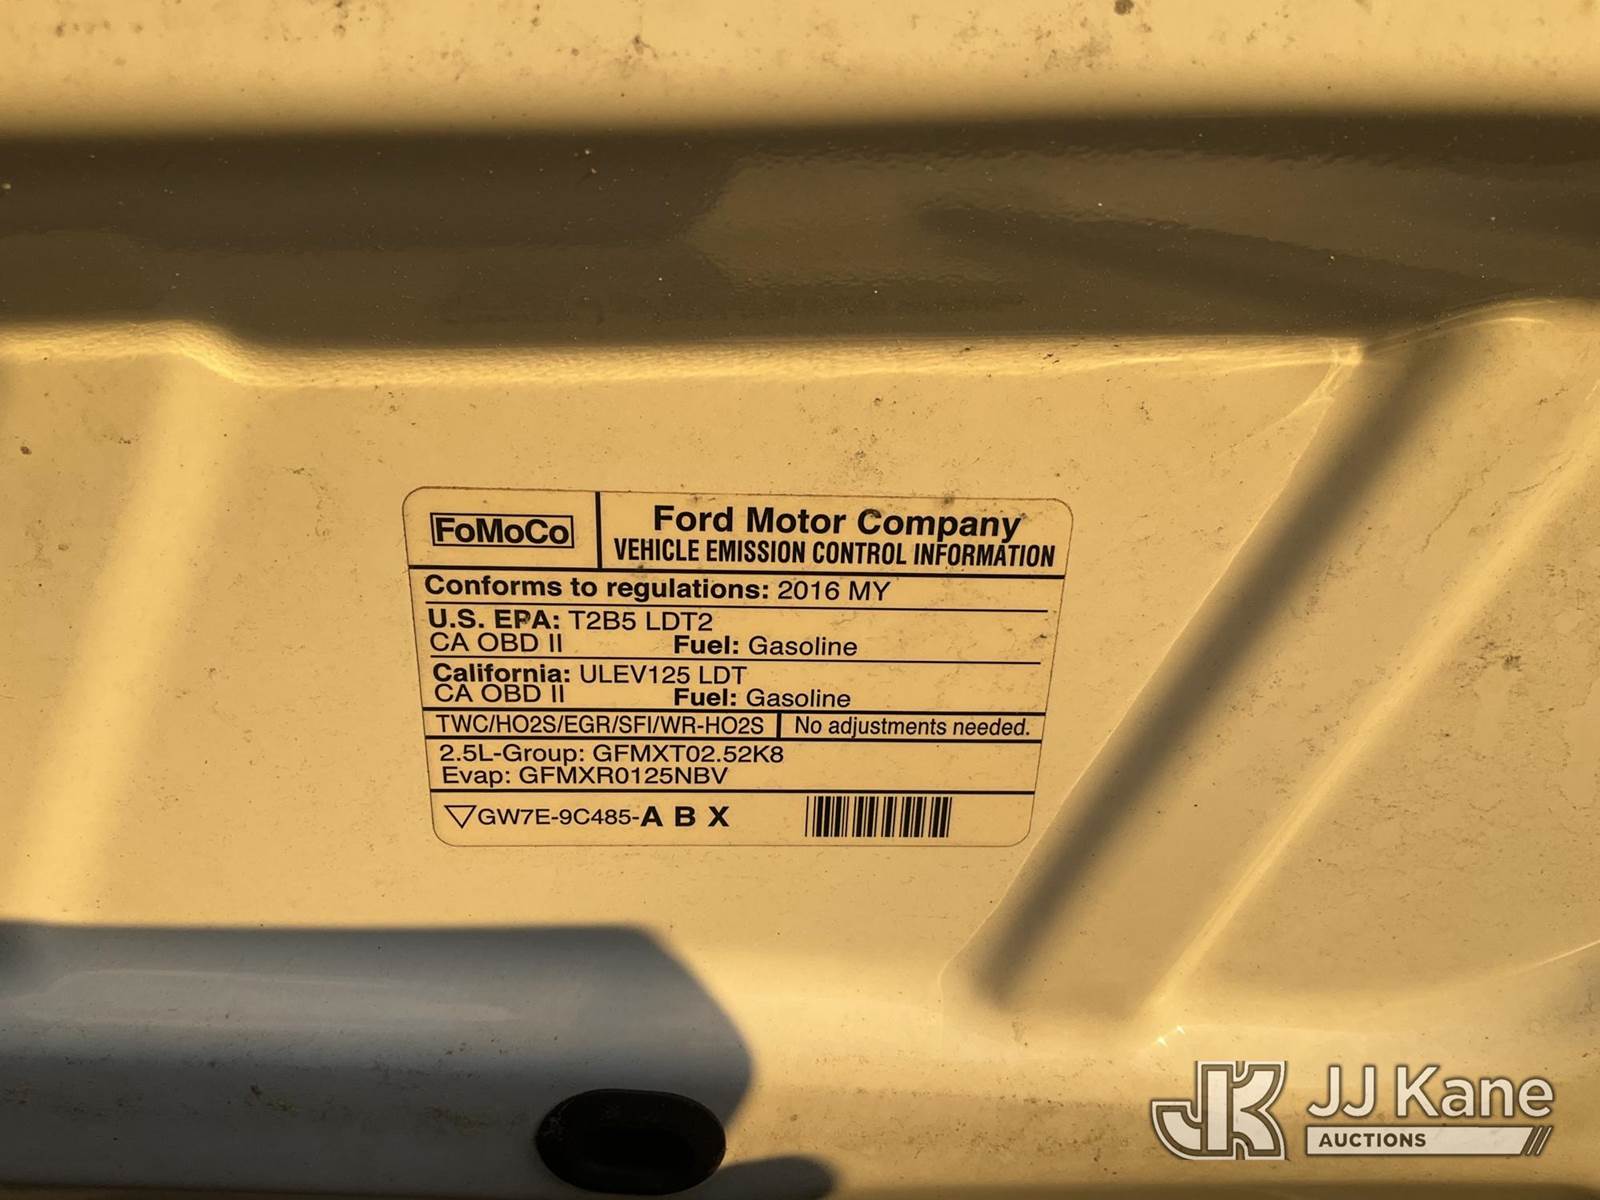 FoMoCo
Ford Motor Company
VEHICLE EMISSION CONTROL INFORMATION
Conforms to regulations: 2016 MY
U.S. EPA: T2B5 LDT2
CA OBD II Fuel: Gasoline
California: ULEV125 LDT
CA OBD II Fuel: Gasoline
TWC/HO2S/EGR/SFI/WR-HO2S No adjustments needed.
2.5L-Group: GFMXT02.52K8
Evap: GFMXR0125NBV
GW7E-9C485-A B X
JK JJ Kane
AUCTIONS